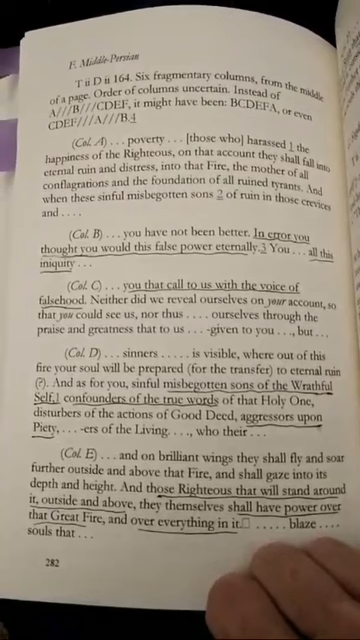 F. Middle-Persian
T ii D ii 164. Six fragmentary columns, from the middle
of a page. Order of columns uncertain. Instead of
A///B///CDEF, it might have been: BCDEFA, or even
CDEF///A///B.4
(Col. A) . . . poverty . . . [those who] harassed 1 the
happiness of the Righteous, on that account they shall fall into
eternal ruin and distress, into that Fire, the mother of all
conflagrations and the foundation of all ruined tyrants. And
when these sinful misbegotten sons 2 of ruin in those crevices
and . . . .
(Col. B) . . . you have not been better. In error you
thought you would this false power eternally.3 You . . . all this
iniquity . . .
(Col. C) . . . you that call to us with the voice of
falsehood. Neither did we reveal ourselves on your account, so
that you could see us, nor thus . . . . ourselves through the
praise and greatness that to us . . . -given to you . . ., but . . .
(Col. D) . . . sinners . . . . . is visible, where out of this
fire your soul will be prepared (for the transfer) to eternal ruin
(?). And as for you, sinful misbegotten sons of the Wrathful
Self,1 confounders of the true words of that Holy One,
disturbers of the actions of Good Deed, aggressors upon
Piety, . . . -ers of the Living. . . ., who their . . .
(Col. E) . . . and on brilliant wings they shall fly and soar
further outside and above that Fire, and shall gaze into its
depth and height. And those Righteous that will stand around
it, outside and above, they themselves shall have power over
that Great Fire, and over everything in it.□ . . . . . blaze . . . .
souls that . . .
282